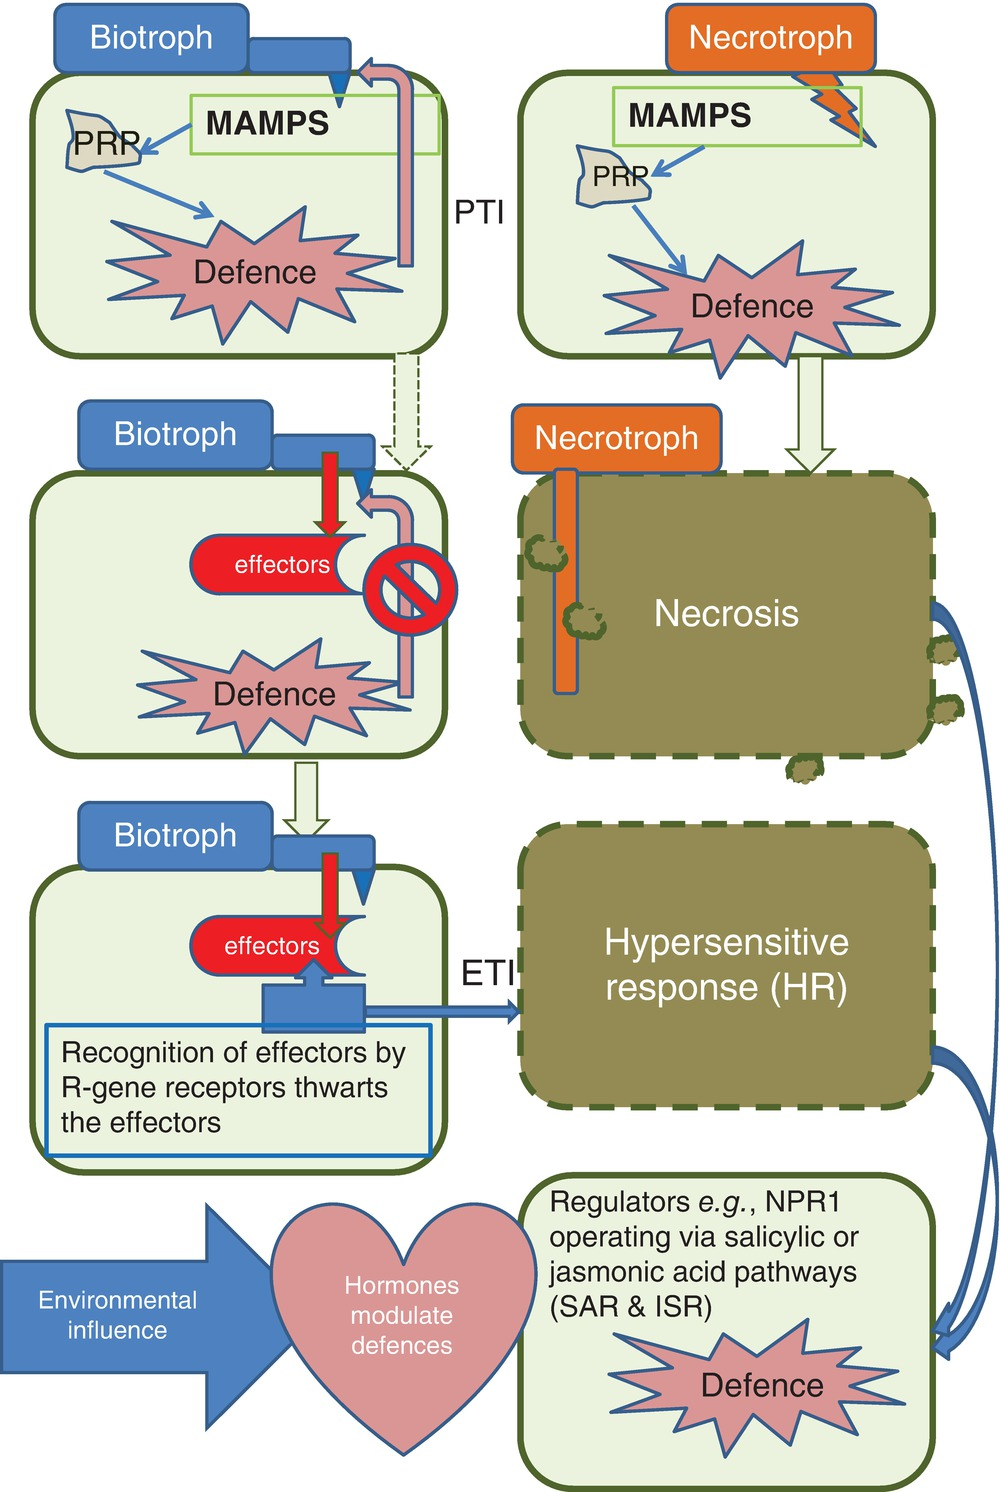 Biotroph
Necrotroph
MAMPS
MAMPS
PRP
PRP
PTI
Defence
Defence
Biotroph
Necrotroph
effectors
Necrosis
Defence
Biotroph
effectors
ETI
Hypersensitive
response (HR)
Recognition of effectors by
R-gene receptors thwarts
the effectors
Regulators e.g., NPR1
operating via salicylic or
jasmonic acid pathways
(SAR & ISR)
Environmental
influence
Hormones
modulate
defences
Defence